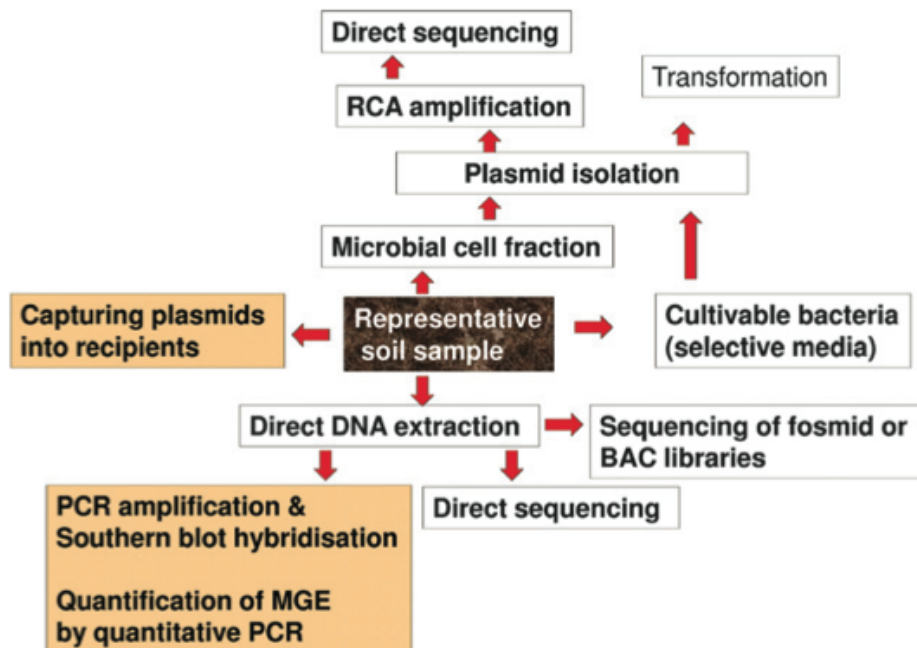 Direct sequencing
Transformation
RCA amplification
Plasmid isolation
Microbial cell fraction
Capturing plasmids
into recipients
Representative
soil sample
Cultivable bacteria
(selective media)
Direct DNA extraction
Sequencing of fosmid or
BAC libraries
PCR amplification &
Southern blot hybridisation
Quantification of MGE
by quantitative PCR
Direct sequencing